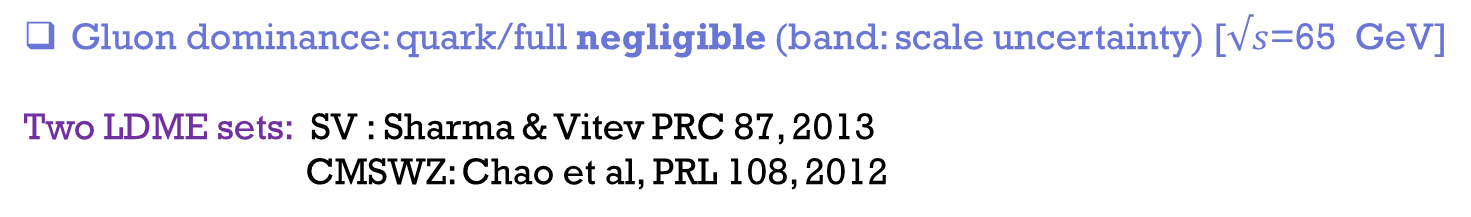 ❑ Gluon dominance: quark/full negligible (band: scale uncertainty) [√s=65 GeV]
Two LDME sets: SV : Sharma & Vitev PRC 87, 2013
CMSWZ: Chao et al, PRL 108, 2012